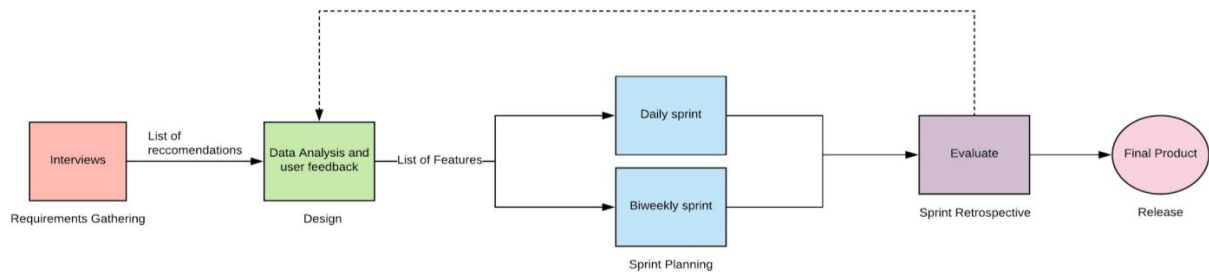 Interviews
Requirements Gathering
List of
reccomendations
Data Analysis and
user feedback
Design
List of Features
Daily sprint
Biweekly sprint
Sprint Planning
Evaluate
Sprint Retrospective
Final Product
Release